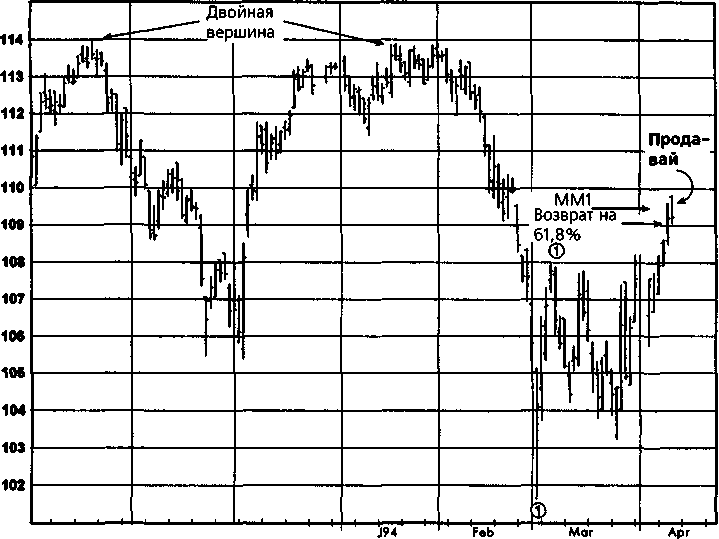 Двойная
вершина
114
113
112
111
110
109
108
107
106
105
104
103
102
Прода-
вай
ММ1
Возврат на
61,8%
1
1
J94
Feb
Mar
Apr